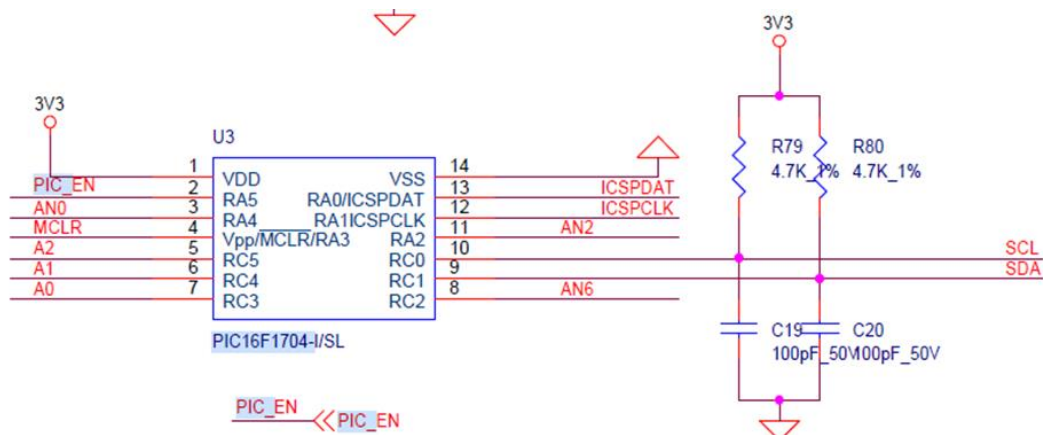 3V3
3V3
U3
1
VDD
VSS
14
PIC_EN
2
RA5
RA0/ICSPDAT
13
ICSPDAT
AN0
3
RA4
RA1ICSPCLK
12
ICSPCLK
MCLR
4
Vpp/MCLR/RA3
RA2
11
AN2
A2
5
RC5
RC0
10
SCL
A1
6
RC4
RC1
9
SDA
A0
7
RC3
RC2
8
AN6
PIC16F1704-I/SL
R79
4.7K_1%
R80
4.7K_1%
C19
100pF_50V
C20
100pF_50V
PIC_EN
PIC_EN